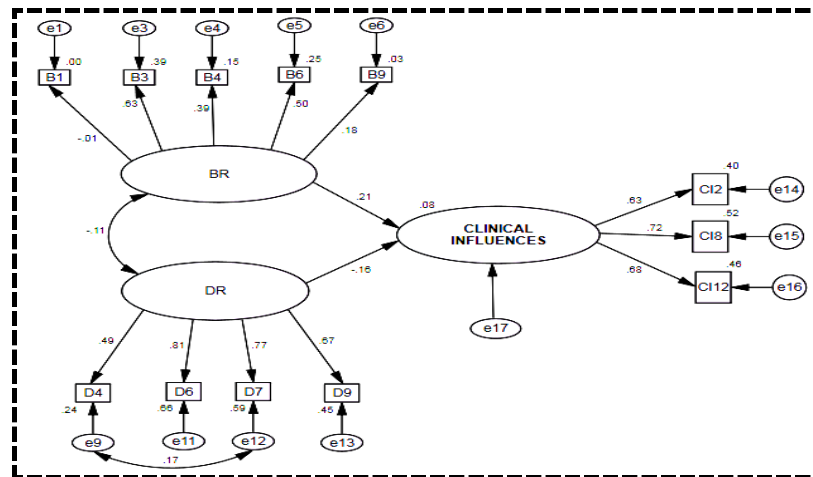 e1 e3 e4 e5 e6
.00 .39 .15 .25 .03
B1 B3 B4 B6 B9
-.01 .63 .39 .50 .18
BR
.21
-.11
.08
CLINICAL
INFLUENCES
DR
-.16
e17
.63 .72 .68
.40
CI2 e14
.52
CI8 e15
.46
CI12 e16
.49 .81 .77 .67
D4 D6 D7 D9
.24 .66 .59 .45
e9 e11 e12 e13
.17